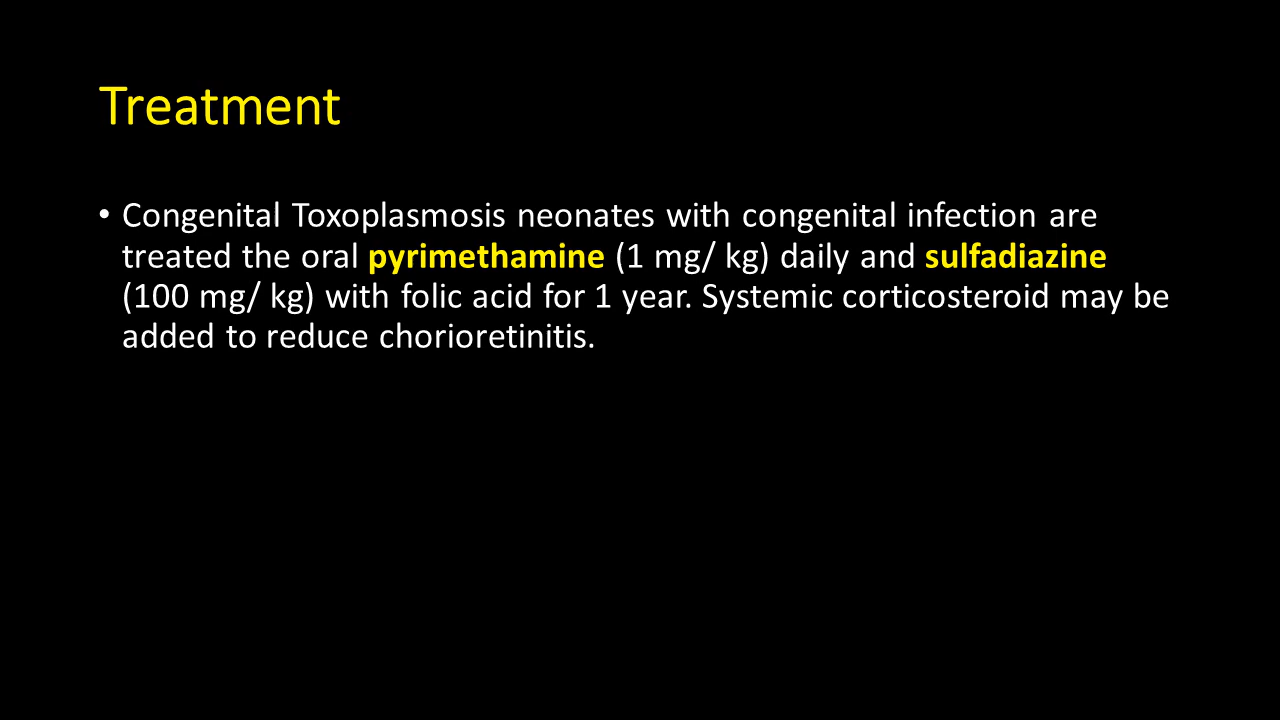 Treatment
• Congenital Toxoplasmosis neonates with congenital infection are
treated the oral pyrimethamine (1 mg/ kg) daily and sulfadiazine
(100 mg/ kg) with folic acid for 1 year. Systemic corticosteroid may be
added to reduce chorioretinitis.